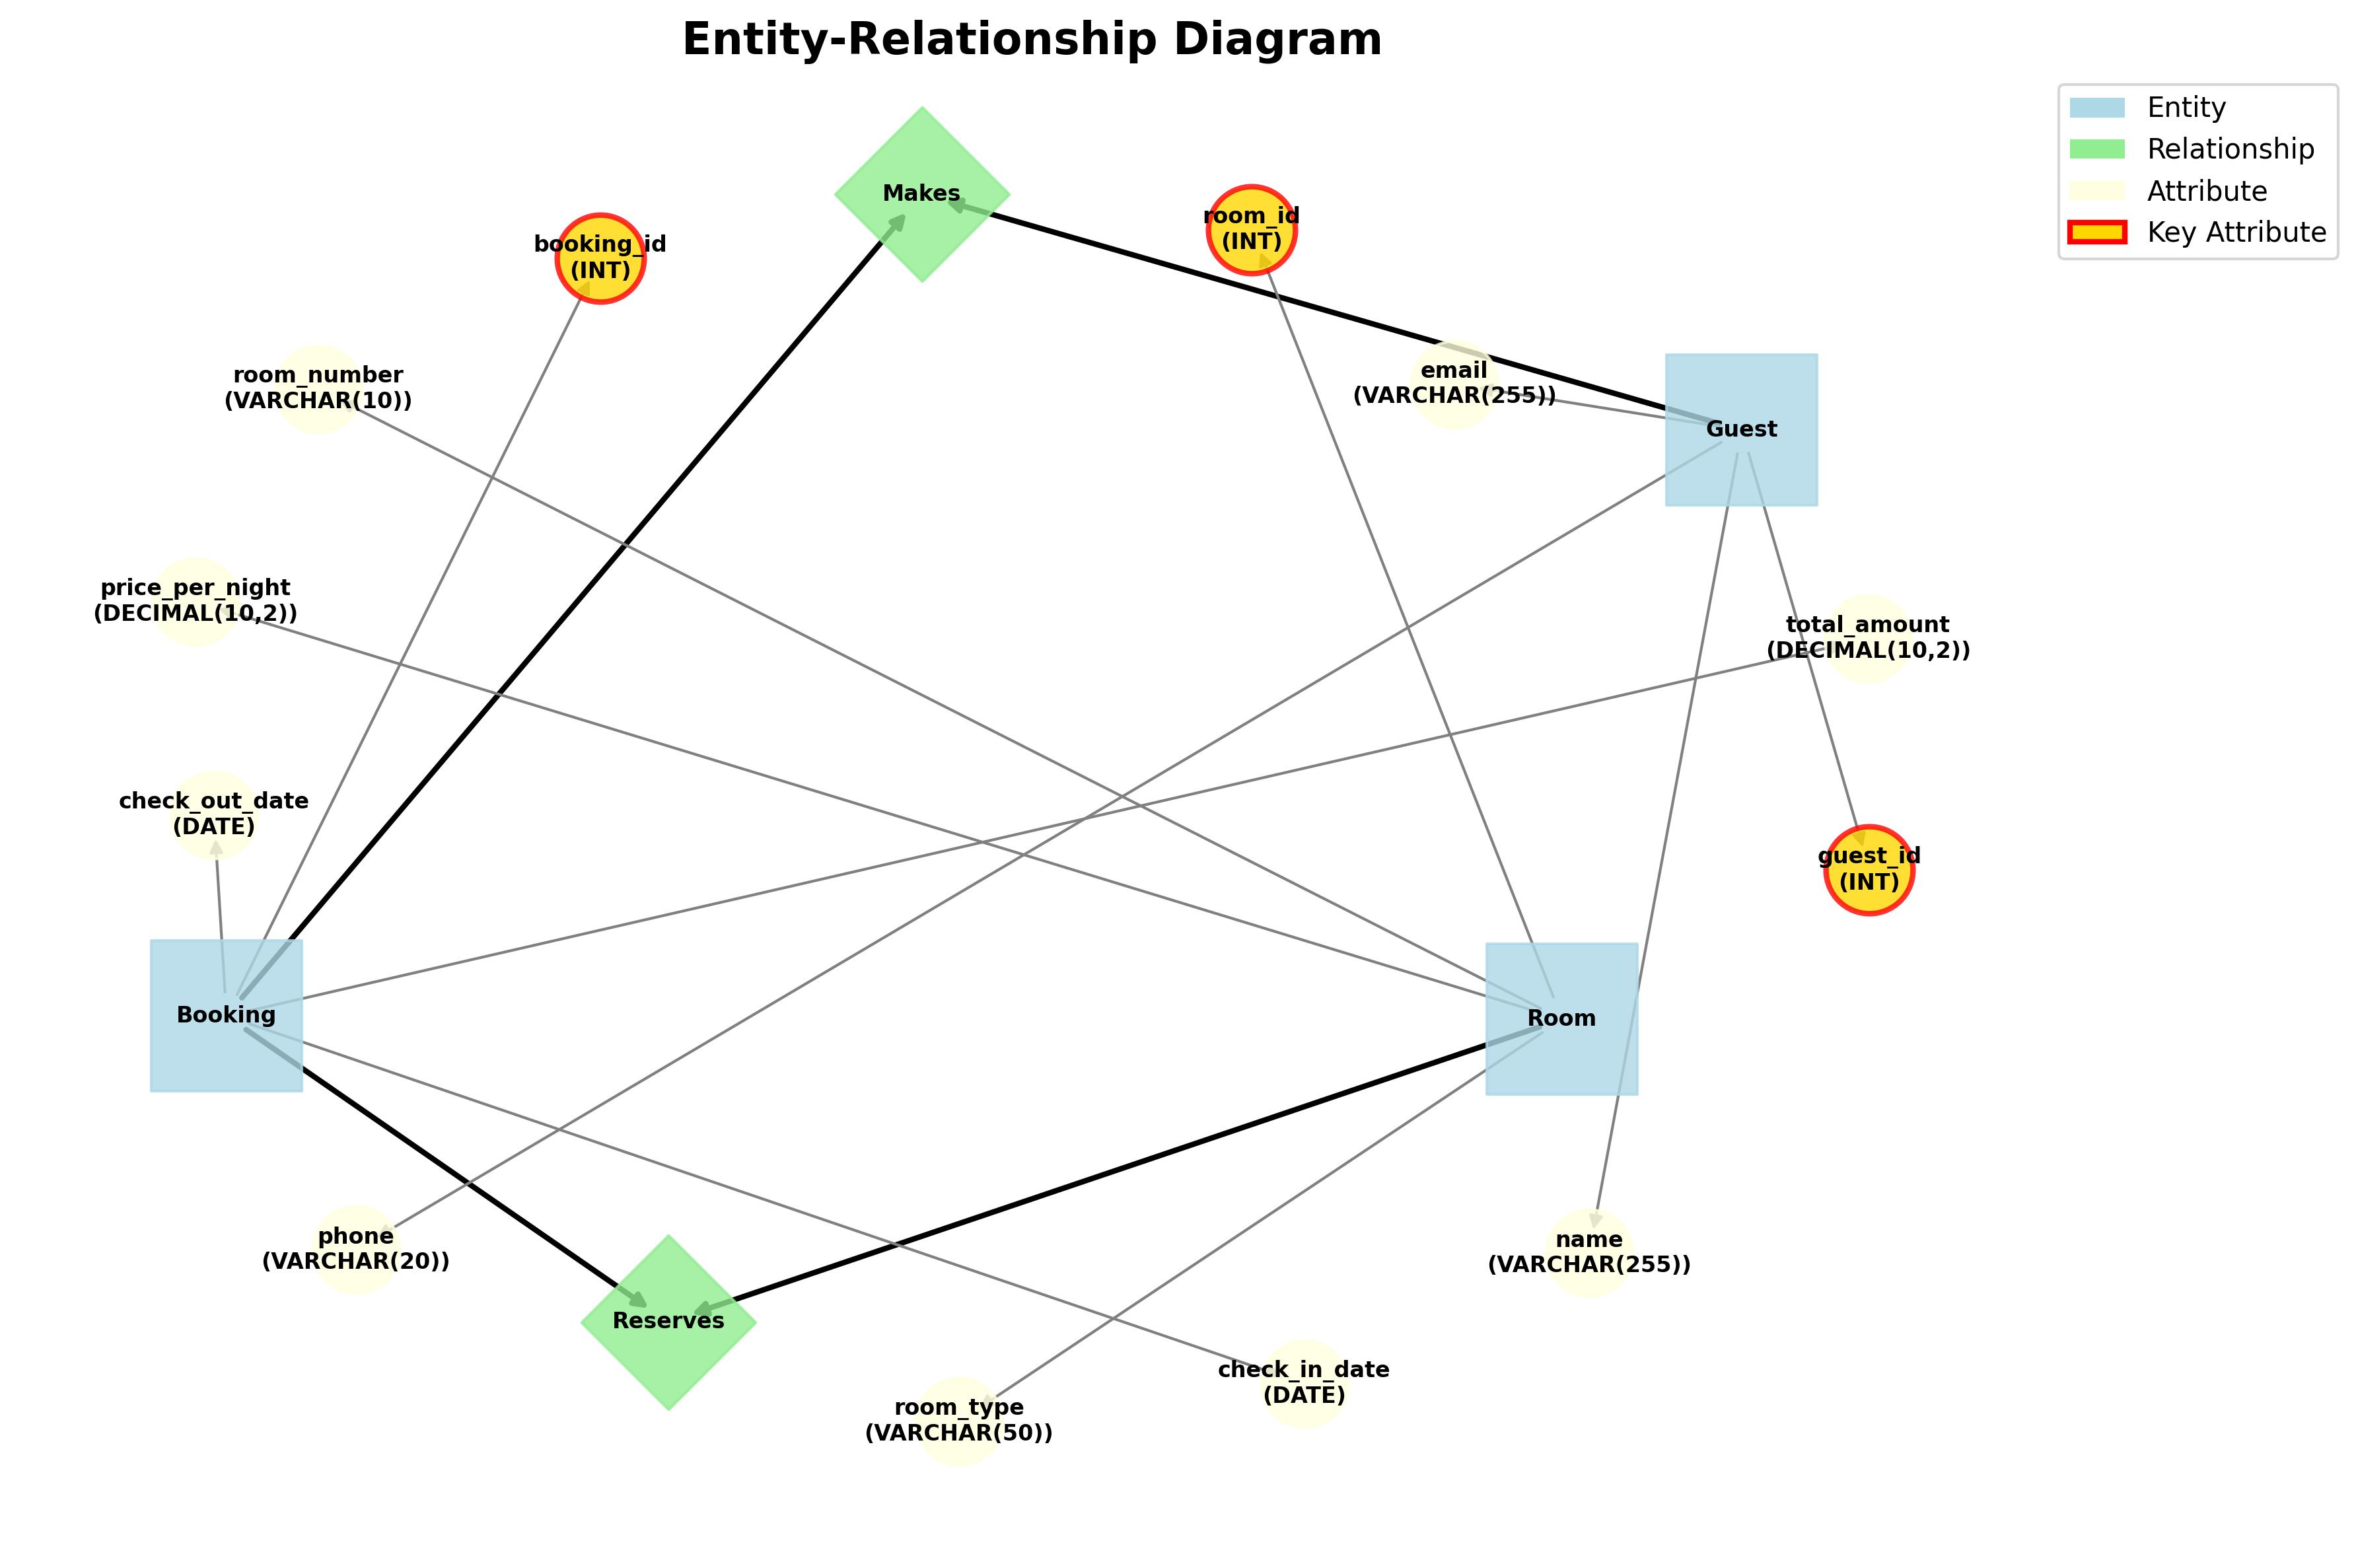 Entity-Relationship Diagram
Entity
Relationship
Attribute
Key Attribute
Makes
room_id
(INT)
booking_id
(INT)
room_number
(VARCHAR(10))
email
(VARCHAR(255))
Guest
price_per_night
(DECIMAL(10,2))
total_amount
(DECIMAL(10,2))
check_out_date
(DATE)
guest_id
(INT)
Booking
Room
phone
(VARCHAR(20))
name
(VARCHAR(255))
Reserves
check_in_date
(DATE)
room_type
(VARCHAR(50))